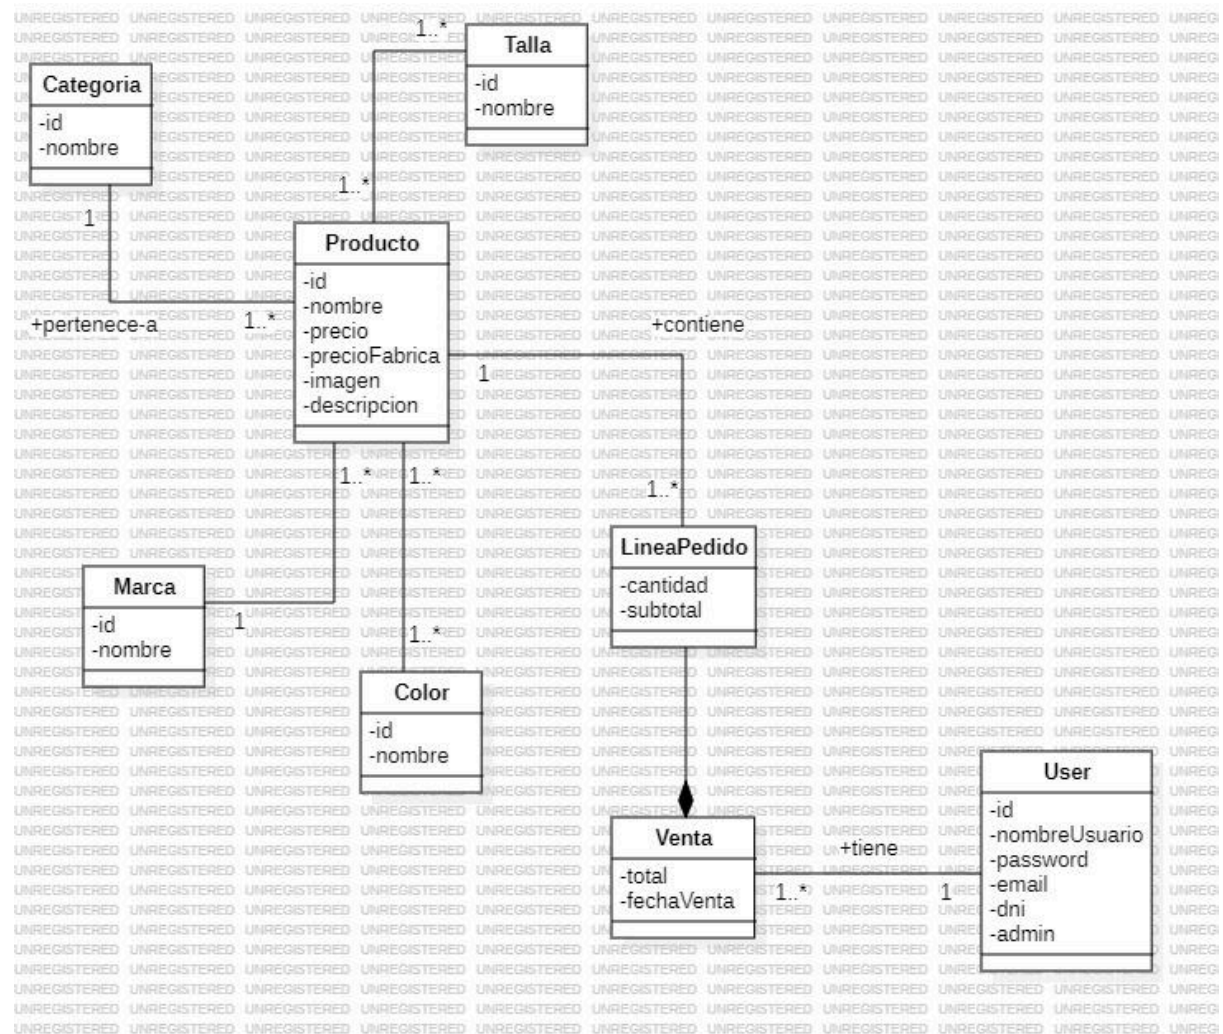 1..*
Talla
-id
-nombre
Categoria
-id
-nombre
1..*
1
Producto
-id
-nombre
-precio
-precioFabrica
-imagen
-descripcion
+pertenece-a
1..*
+contiene
1
1..*
1..*
1..*
LineaPedido
-cantidad
-subtotal
Marca
-id
-nombre
1
1..*
Color
-id
-nombre
User
-id
-nombreUsuario
-password
-email
-dni
-admin
Venta
-total
-fechaVenta
+tiene
1..*
1
UNREGISTERED